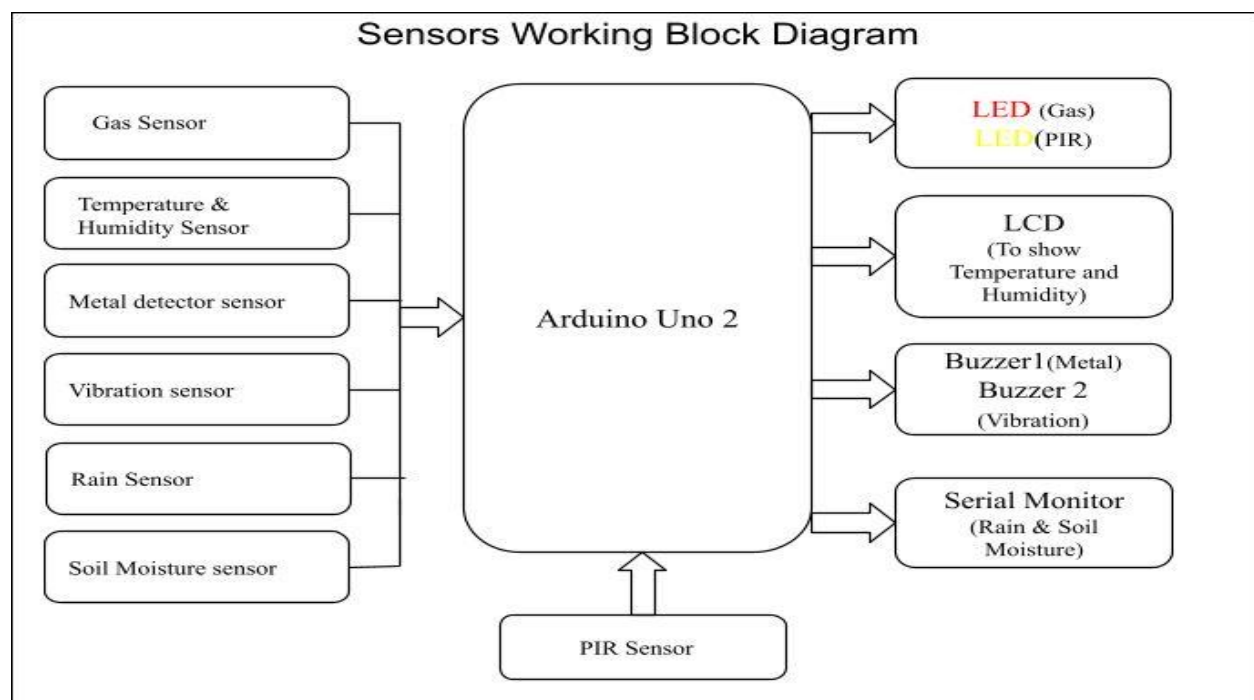 Sensors Working Block Diagram
Gas Sensor
Temperature &
Humidity Sensor
Metal detector sensor
Vibration sensor
Rain Sensor
Soil Moisture sensor
Arduino Uno 2
PIR Sensor
LED (Gas)
LED(PIR)
LCD
(To show
Temperature and
Humidity)
Buzzer1(Metal)
Buzzer 2
(Vibration)
Serial Monitor
(Rain & Soil
Moisture)